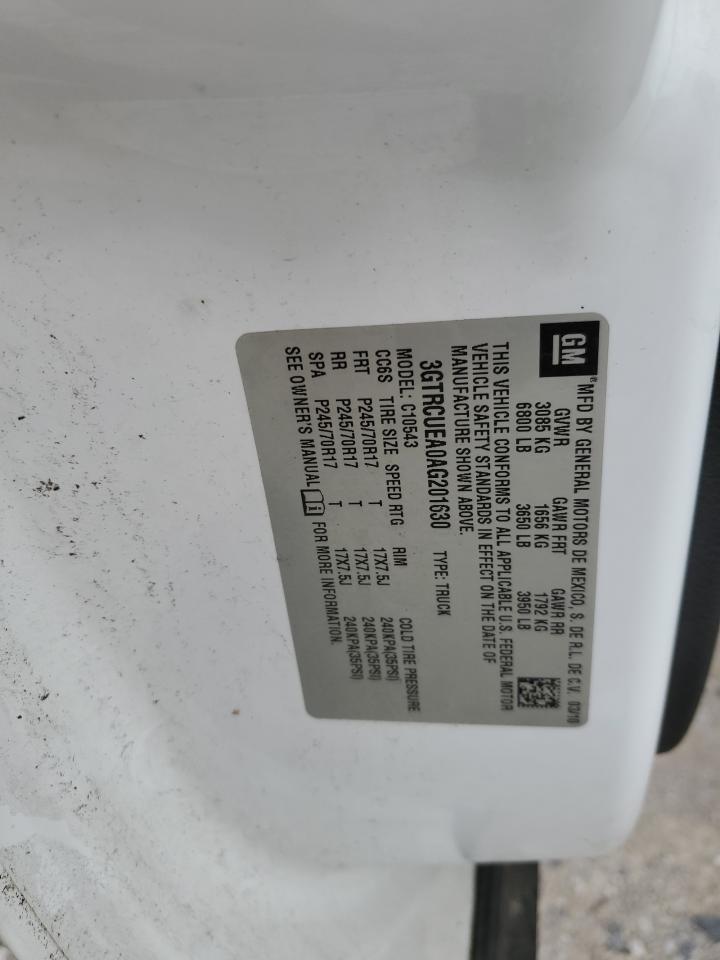 GM
® MFD BY GENERAL MOTORS DE MEXICO, S. DE R.L. DE C.V. 03/10
GVWR GAWR FRT GAWR RR
3085 KG 1656 KG 1792 KG
6800 LB 3650 LB 3950 LB
THIS VEHICLE CONFORMS TO ALL APPLICABLE U.S. FEDERAL MOTOR
VEHICLE SAFETY STANDARDS IN EFFECT ON THE DATE OF
MANUFACTURE SHOWN ABOVE.
3GTRCUEA0AG201630 TYPE: TRUCK
MODEL: C10543
CC6S TIRE SIZE SPEED RTG RIM COLD TIRE PRESSURE
FRT P245/70R17 T 17X7.5J 240KPA(35PSI)
RR P245/70R17 T 17X7.5J 240KPA(35PSI)
SPA P245/70R17 T 17X7.5J 240KPA(35PSI)
SEE OWNER'S MANUAL i FOR MORE INFORMATION.